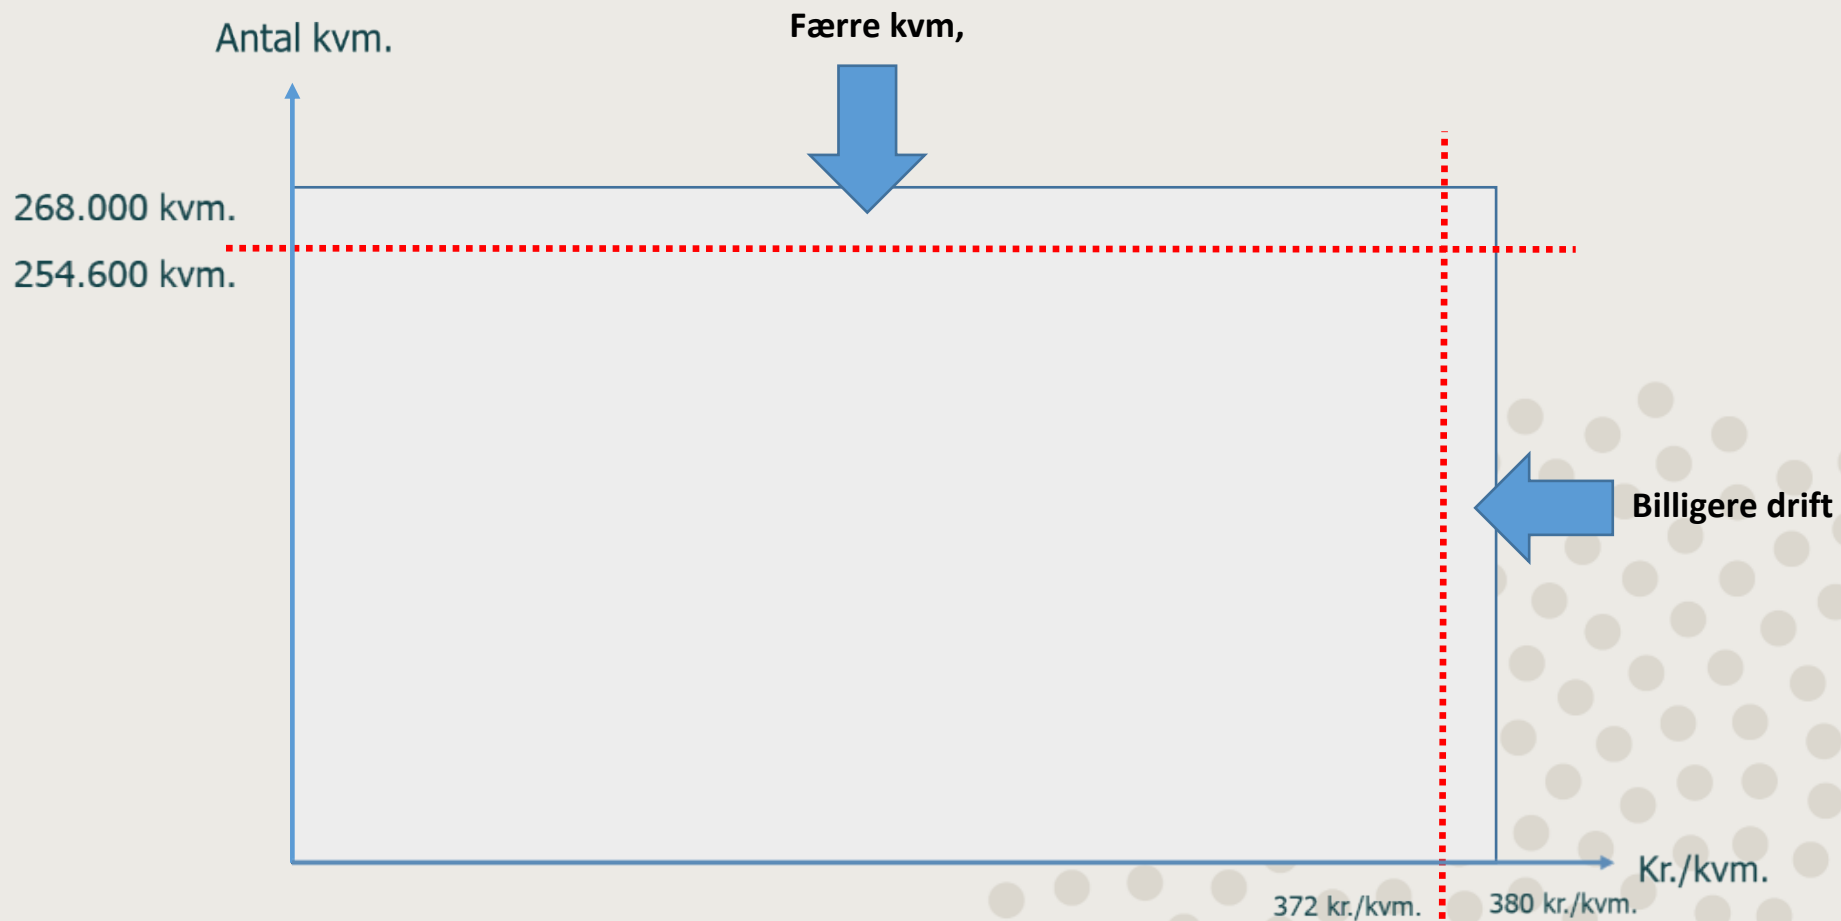 Færre kvm,
Antal kvm.
268.000 kvm.
254.600 kvm.
Billigere drift
Kr./kvm.
372 kr./kvm.
380 kr./kvm.